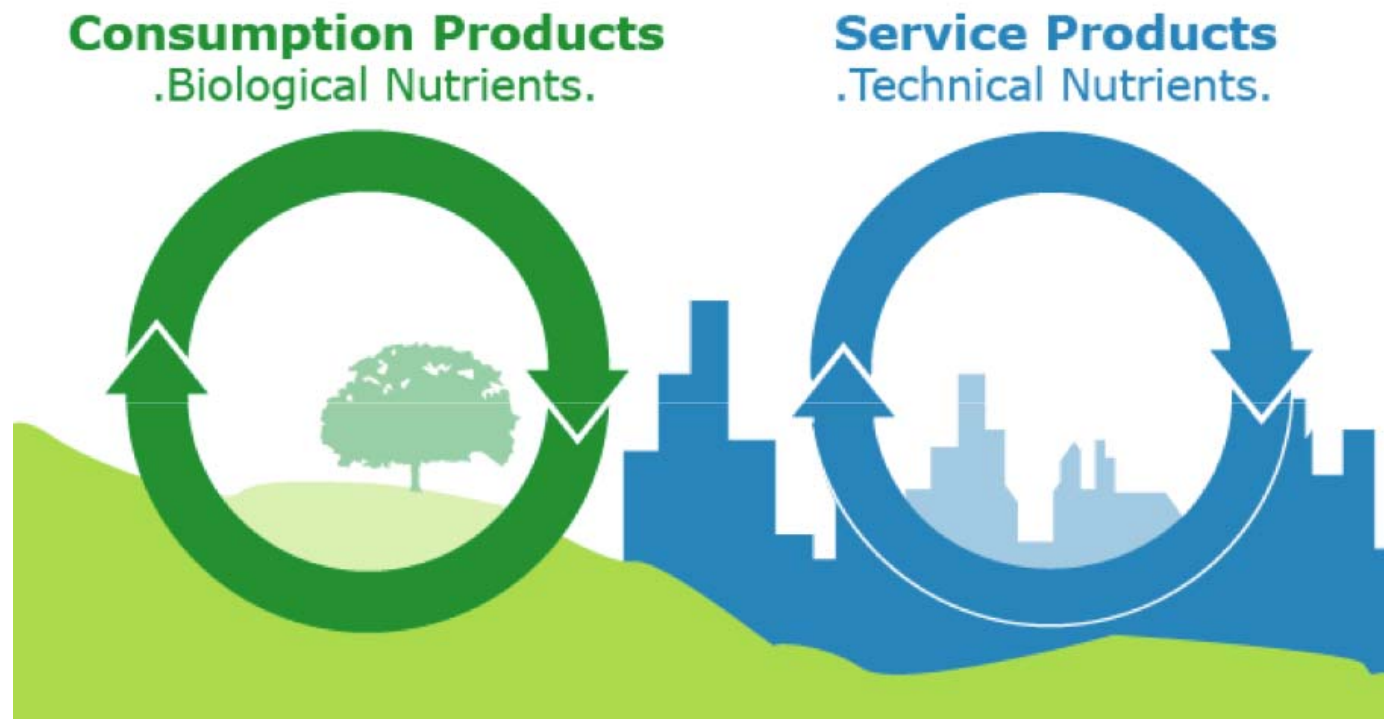 Consumption Products
.Biological Nutrients.
Service Products
.Technical Nutrients.